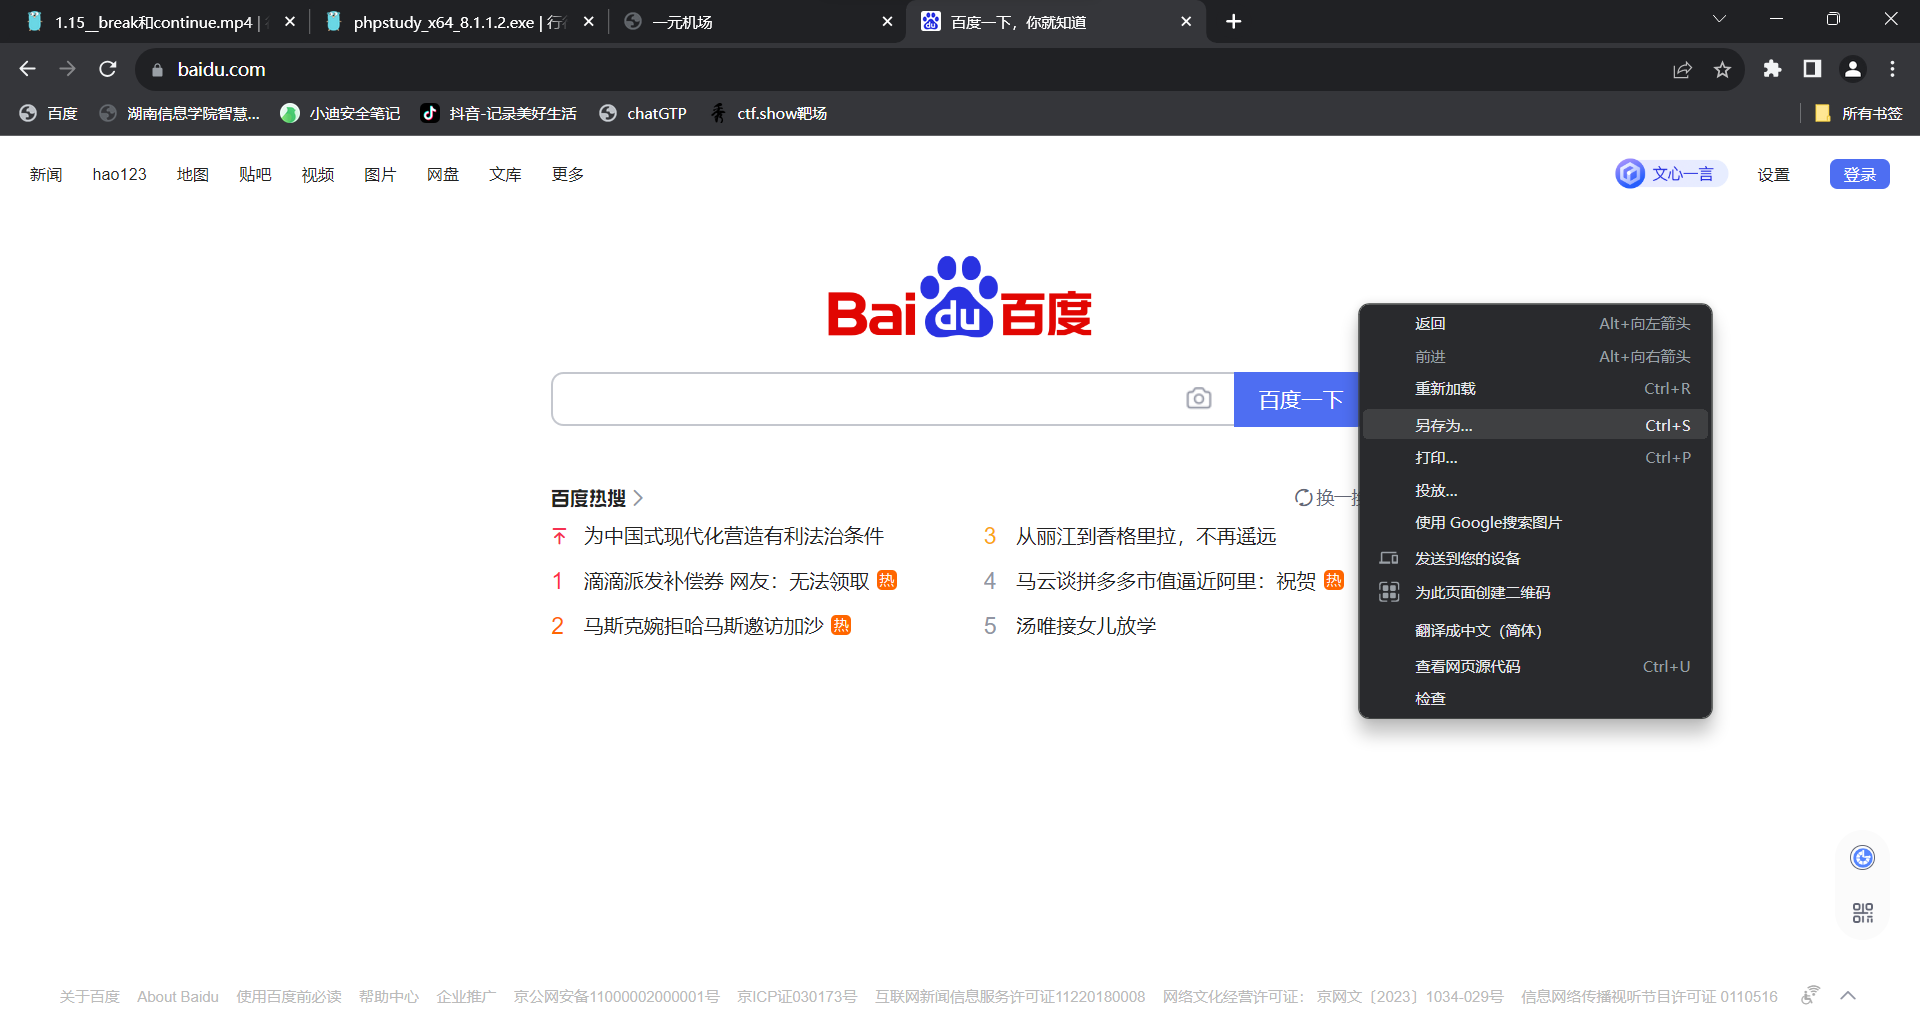 1.15__break和continue.mp4 |
phpstudy_x64_8.1.1.2.exe | 行
一元机场
百度一下，你就知道
baidu.com
百度
湖南信息学院智慧...
小迪安全笔记
抖音-记录美好生活
chatGTP
ctf.show靶场
所有书签
新闻
hao123
地图
贴吧
视频
图片
网盘
文库
更多
文心一言
设置
登录
Bai du 百度
百度一下
百度热搜
换一
为中国式现代化营造有利法治条件
1 滴滴派发补偿券 网友：无法领取 热
2 马斯克婉拒哈马斯邀访加沙 热
3 从丽江到香格里拉，不再遥远
4 马云谈拼多多市值逼近阿里：祝贺 热
5 汤唯接女儿放学
返回 Alt+向左箭头
前进 Alt+向右箭头
重新加载 Ctrl+R
另存为... Ctrl+S
打印... Ctrl+P
投放...
使用 Google搜索图片
发送到您的设备
为此页面创建二维码
翻译成中文（简体）
查看网页源代码 Ctrl+U
检查
关于百度
About Baidu
使用百度前必读
帮助中心
企业推广
京公网安备11000002000001号
京ICP证030173号
互联网新闻信息服务许可证11220180008
网络文化经营许可证： 京网文〔2023〕1034-029号
信息网络传播视听节目许可证 0110516